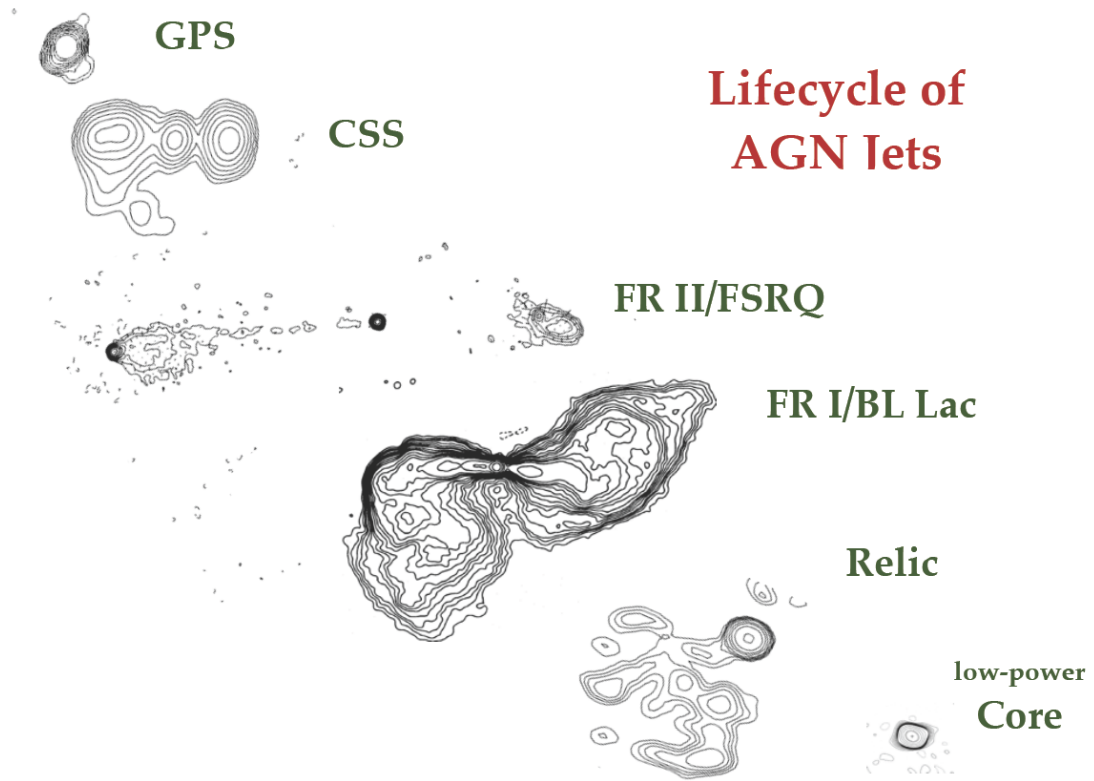 GPS
Lifecycle of
AGN Jets
CSS
FR II/FSRQ
FR I/BL Lac
Relic
low-power
Core